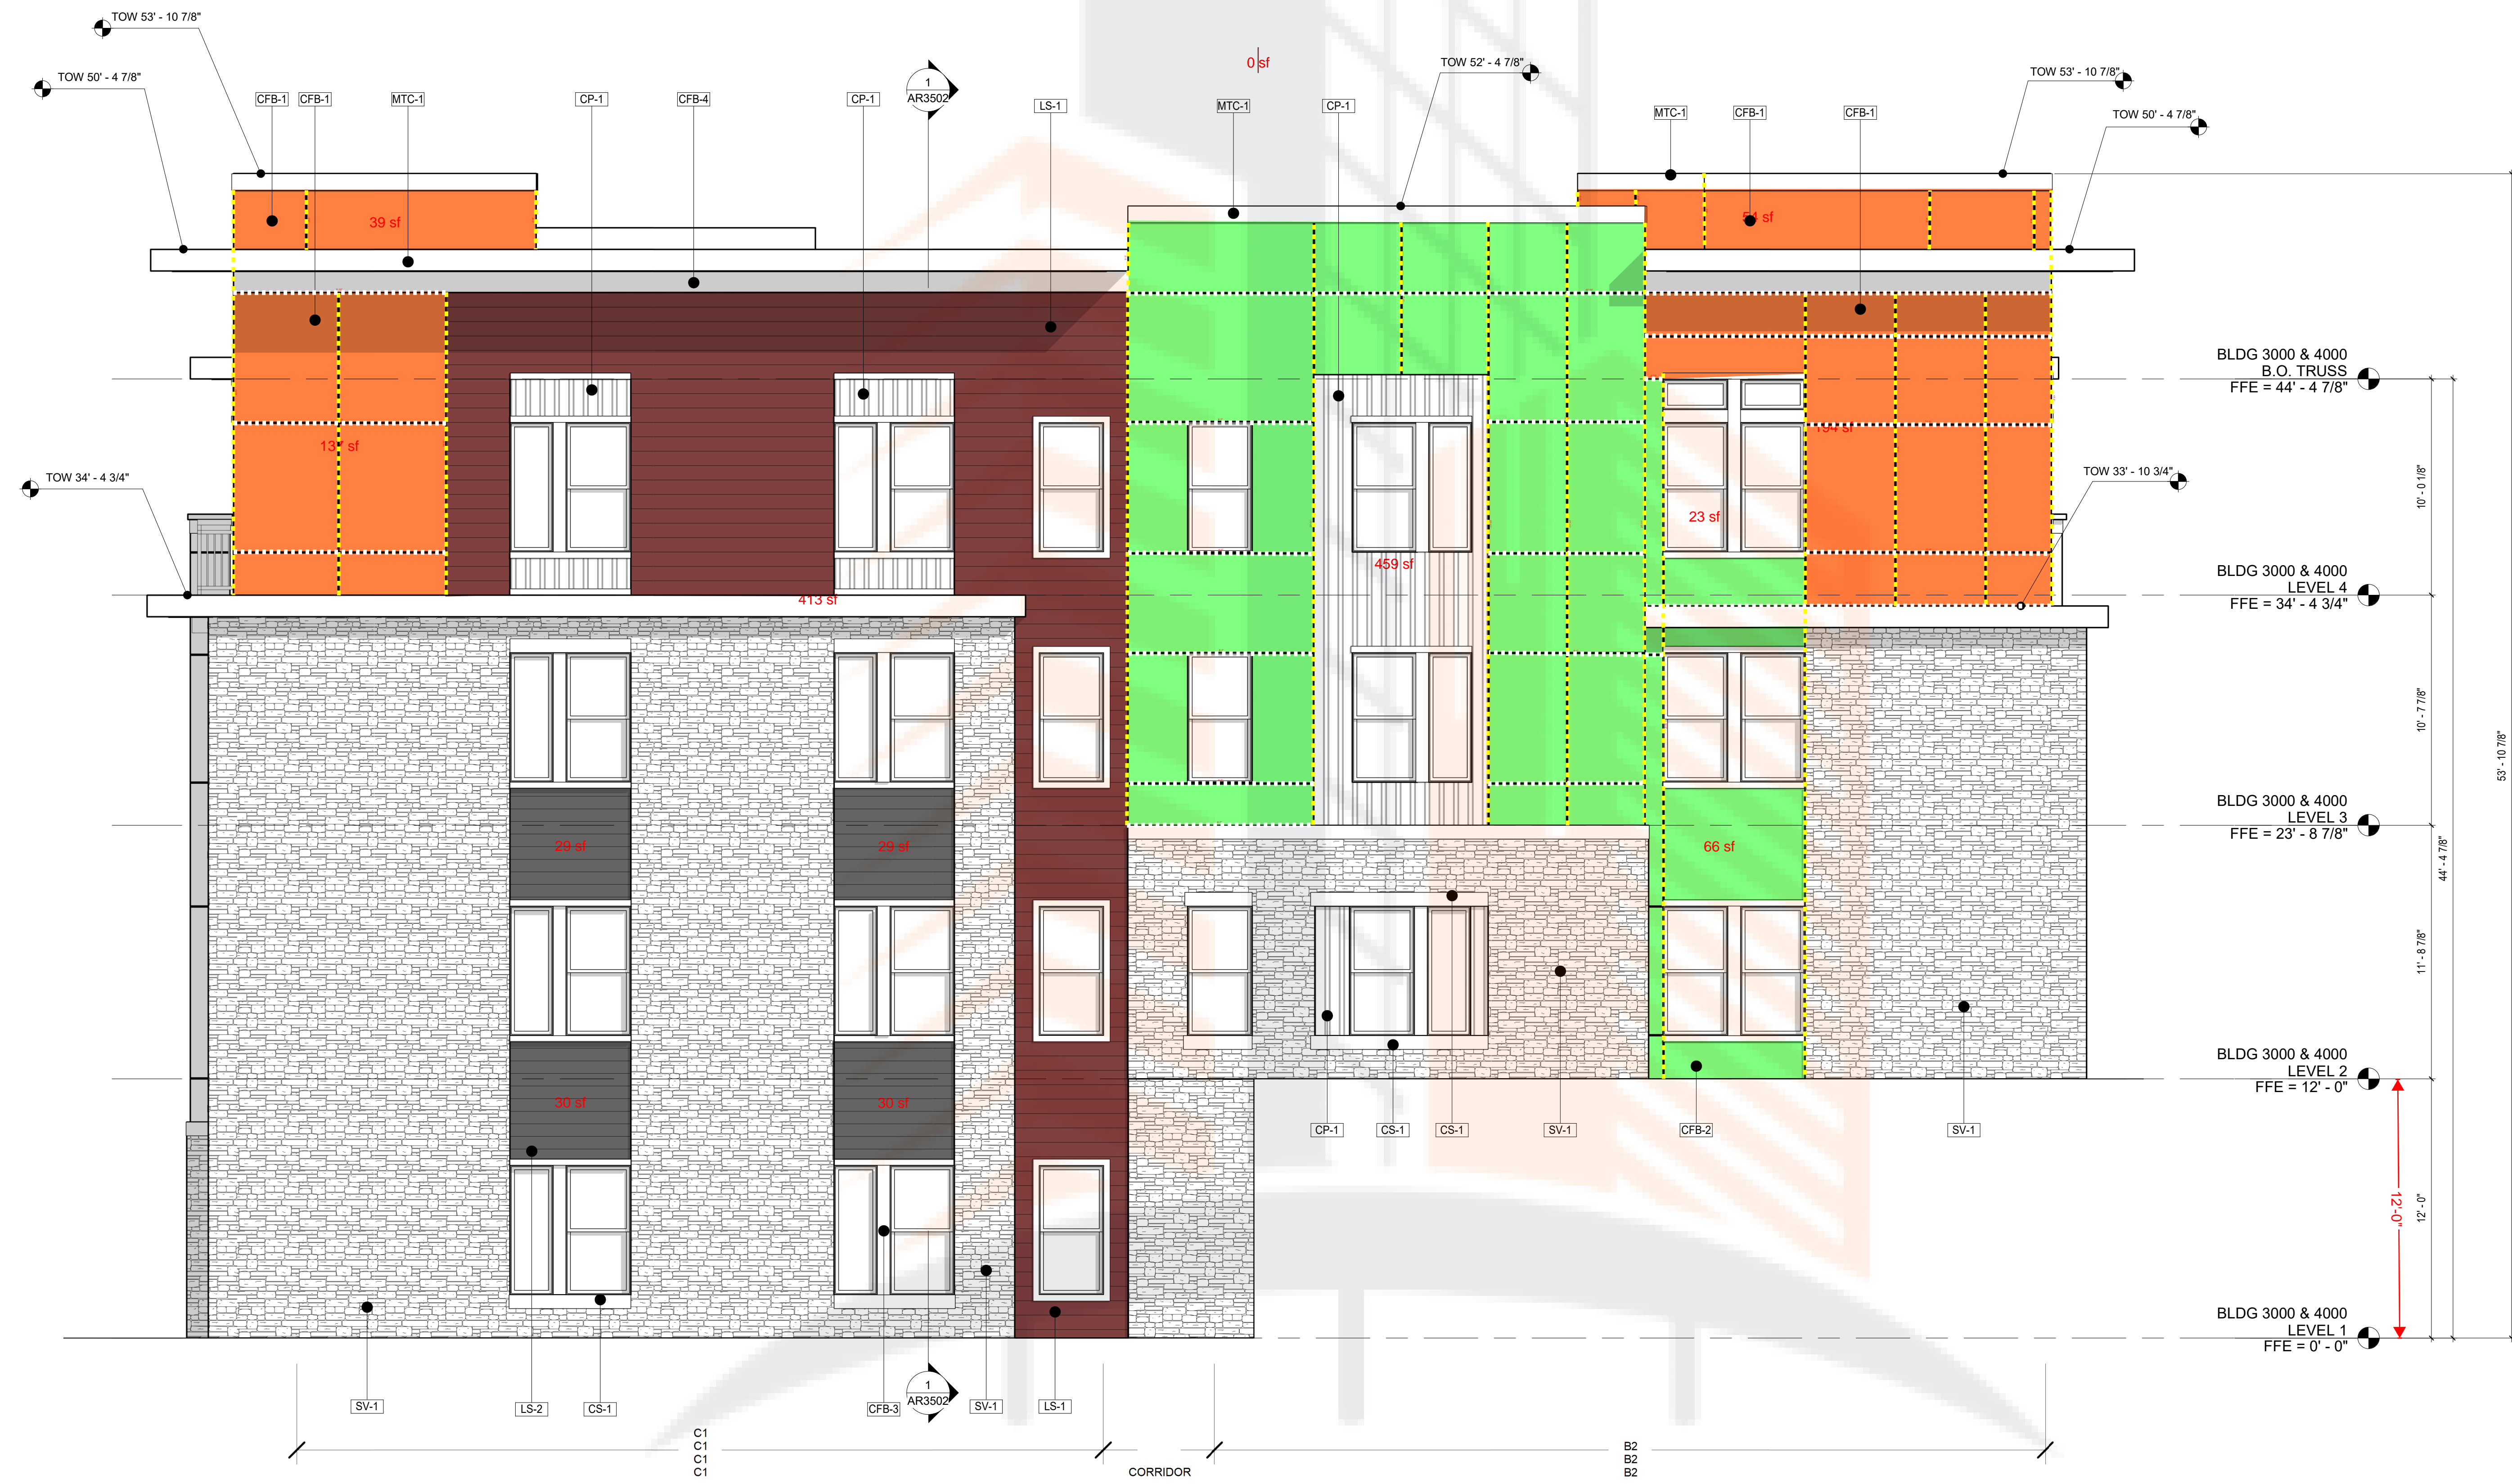 TOW 53' - 10 7/8"
TOW 50' - 4 7/8"
CFB-1
CFB-1
MTC-1
CP-1
CFB-4
CP-1
1
AR3502
LS-1
0 sf
MTC-1
CP-1
TOW 52' - 4 7/8"
TOW 53' - 10 7/8"
MTC-1
CFB-1
CFB-1
TOW 50' - 4 7/8"
39 sf
sf
BLDG 3000 & 4000
B.O. TRUSS
FFE = 44' - 4 7/8"
sf
194 sf
TOW 34' - 4 3/4"
TOW 33' - 10 3/4"
10' - 0 1/8"
23 sf
459 sf
413 sf
BLDG 3000 & 4000
LEVEL 4
FFE = 34' - 4 3/4"
10' - 7 7/8"
53' - 10 7/8"
BLDG 3000 & 4000
LEVEL 3
FFE = 23' - 8 7/8"
29 sf
29 sf
66 sf
44' - 4 7/8"
11' - 8 7/8"
BLDG 3000 & 4000
LEVEL 2
FFE = 12' - 0"
30 sf
30 sf
CP-1
CS-1
CS-1
SV-1
CFB-2
SV-1
12'-0"
12' - 0"
BLDG 3000 & 4000
LEVEL 1
FFE = 0' - 0"
SV-1
LS-2
CS-1
CFB-3
1
AR3502
SV-1
LS-1
C1
C1
C1
C1
CORRIDOR
B2
B2
B2